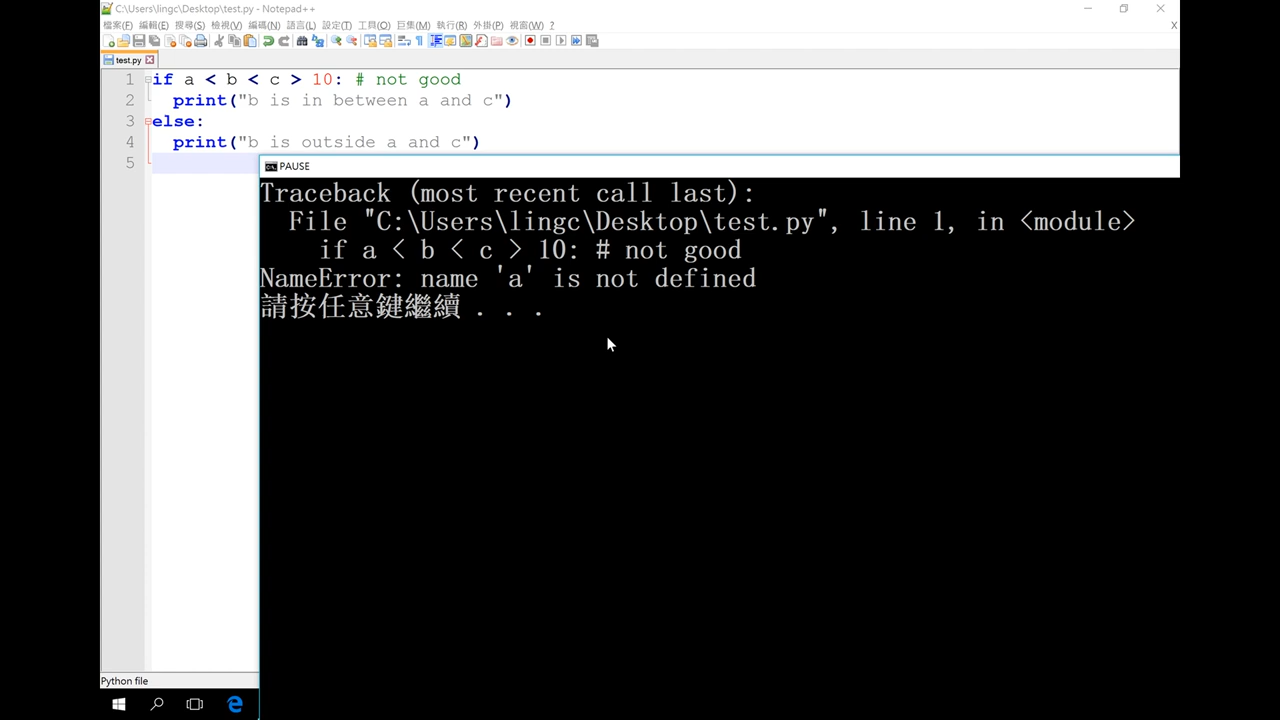 C:\Users\lingc\Desktop\test.py - Notepad++
檔案(F) 編輯(E) 搜尋(S) 檢視(V) 編碼(N) 語言(L) 設定(T) 工具(O) 巨集(M) 執行(R) 外掛(P) 視窗(W) ? X
test.py
1 if a < b < c > 10: # not good
2 print("b is in between a and c")
3 else:
4 print("b is outside a and c")
5
PAUSE
Traceback (most recent call last):
File "C:\Users\lingc\Desktop\test.py", line 1, in <module>
if a < b < c > 10: # not good
NameError: name 'a' is not defined
請按任意鍵繼續 . . .
Python file